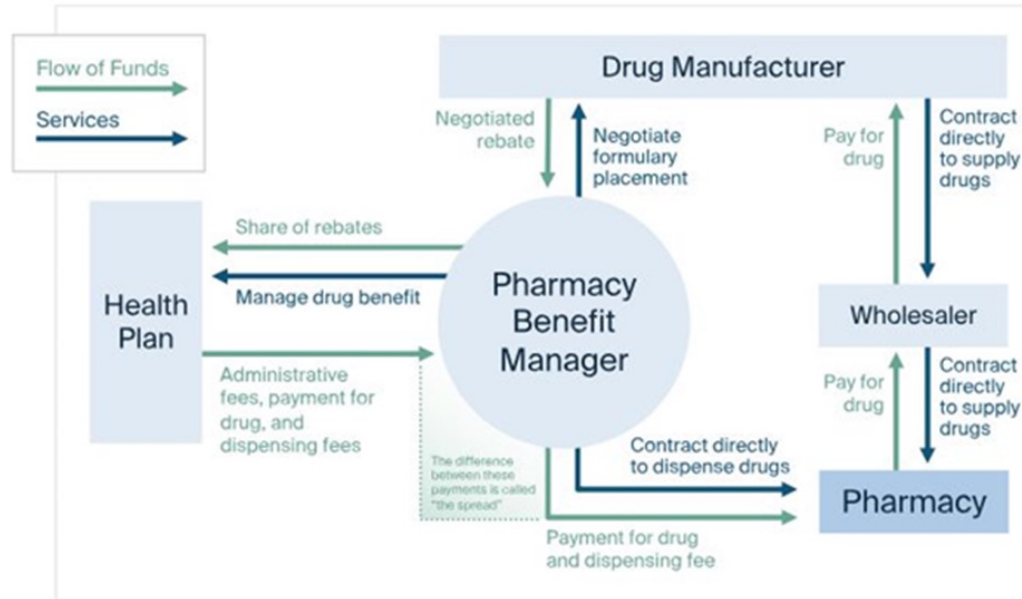 Flow of Funds
Services
Drug Manufacturer
Negotiated
rebate
Negotiate
formulary
placement
Pay for
drug
Contract
directly
to supply
drugs
Share of rebates
Manage drug benefit
Health
Plan
Pharmacy
Benefit
Manager
Wholesaler
Administrative
fees, payment for
drug, and
dispensing fees
Pay for
drug
Contract
directly
to supply
drugs
The difference
between these
payments is called
"the spread"
Contract directly
to dispense drugs
Pharmacy
Payment for drug
and dispensing fee